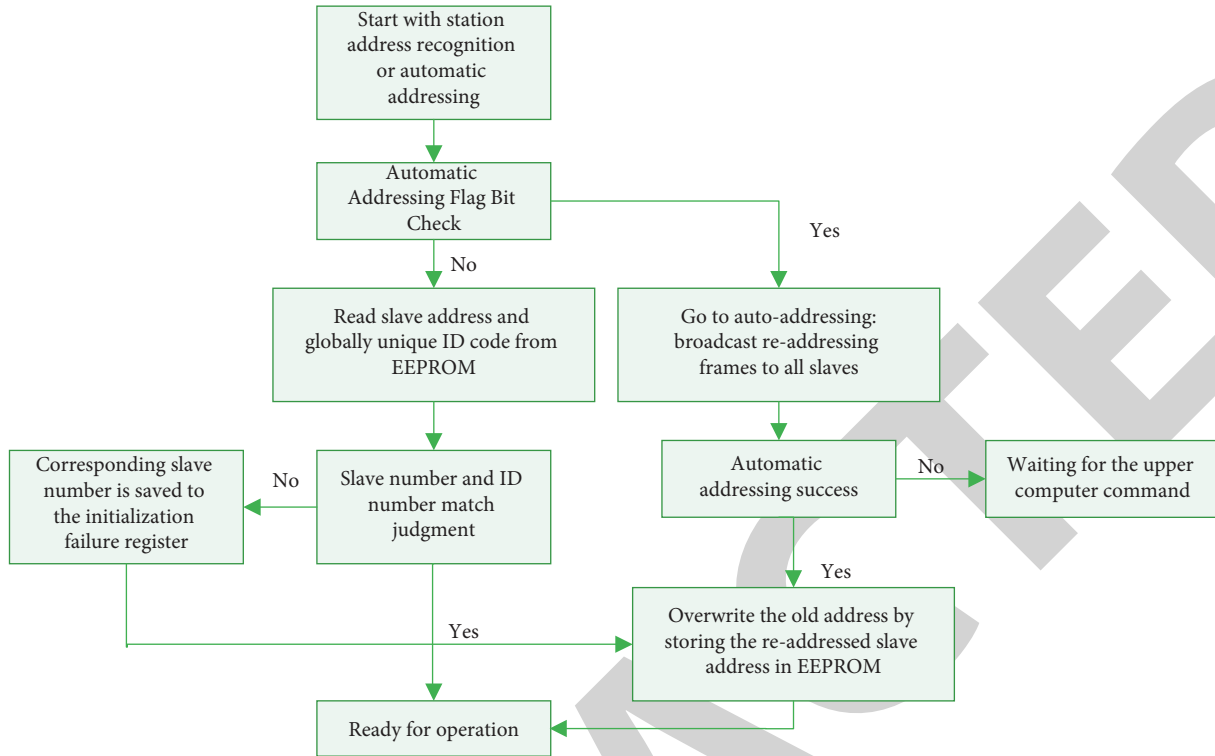 Start with station
address recognition
or automatic
addressing
Automatic
Addressing Flag Bit
Check
Yes
No
Read slave address and
globally unique ID code from
EEPROM
Go to auto-addressing:
broadcast re-addressing
frames to all slaves
Corresponding slave
number is saved to
the initialization
failure register
No
Slave number and ID
number match
judgment
Automatic
addressing success
No
Waiting for the upper
computer command
Yes
Yes
Overwrite the old address by
storing the re-addressed slave
address in EEPROM
Ready for operation